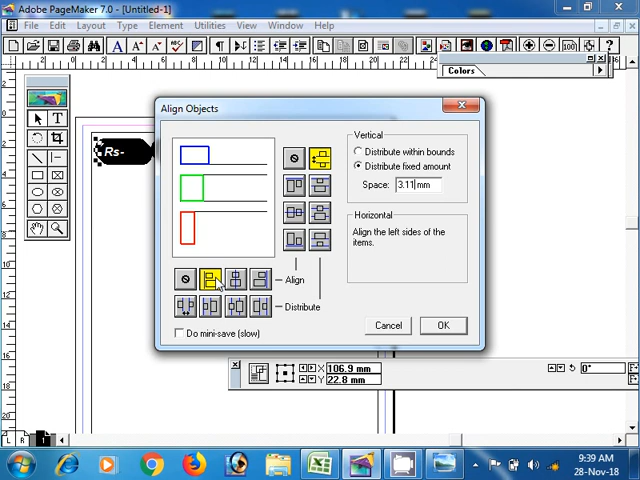 Adobe PageMaker 7.0 - [Untitled-1]
File Edit Layout Type Element Utilities View Window Help
Colors
Align Objects
Rs-
Vertical
Distribute within bounds
Distribute fixed amount
Space: 3.11 mm
Horizontal
Align the left sides of the items.
Align
Distribute
Do mini-save (slow)
Cancel OK
X 106.9 mm
Y 22.8 mm
0°
L R 1
9:39 AM
28-Nov-18